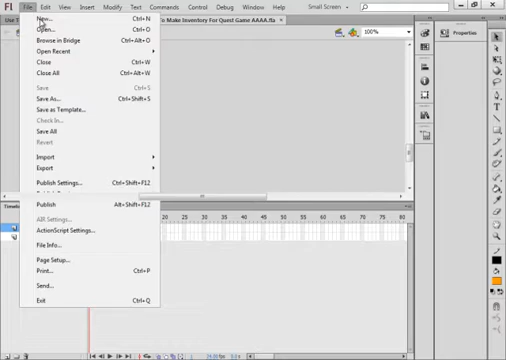 Fl File Edit View Insert Modify Text Commands Control Debug Window Help Small Screen
To Make Inventory For Quest Game AAAA.fla
100%
Properties
New... Ctrl+N
Open... Ctrl+O
Browse in Bridge Ctrl+Alt+O
Open Recent
Close Ctrl+W
Close All Ctrl+Alt+W
Save Ctrl+S
Save As... Ctrl+Shift+S
Save as Template...
Check In...
Save All
Revert
Import
Export
Publish Settings... Ctrl+Shift+F12
Publish Alt+Shift+F12
AIR Settings...
ActionScript Settings...
File Info...
Page Setup...
Print... Ctrl+P
Send...
Exit Ctrl+Q
Timeline
20 25 30 35 40 45 50 55 60 65 70 75 80